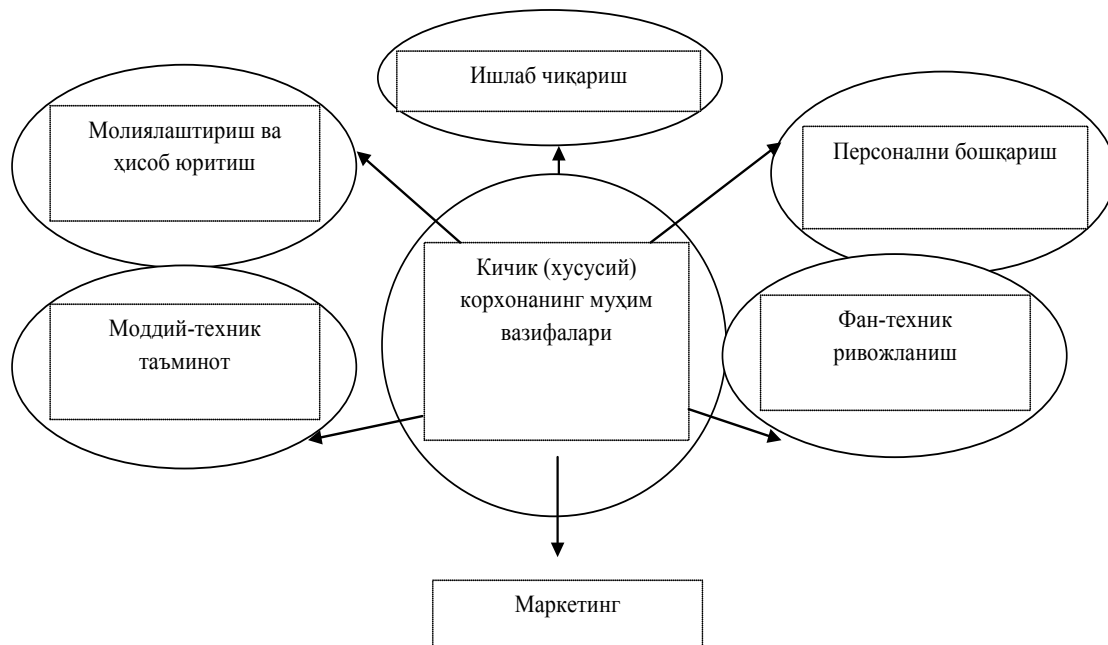 Ишлаб чиқариш
Молиялаштириш ва
ҳисоб юритиш
Персонални бошқариш
Кичик (хусусий)
корхонанинг муҳим
вазифалари
Моддий-техник
таъминот
Фан-техник
ривожланиш
Маркетинг